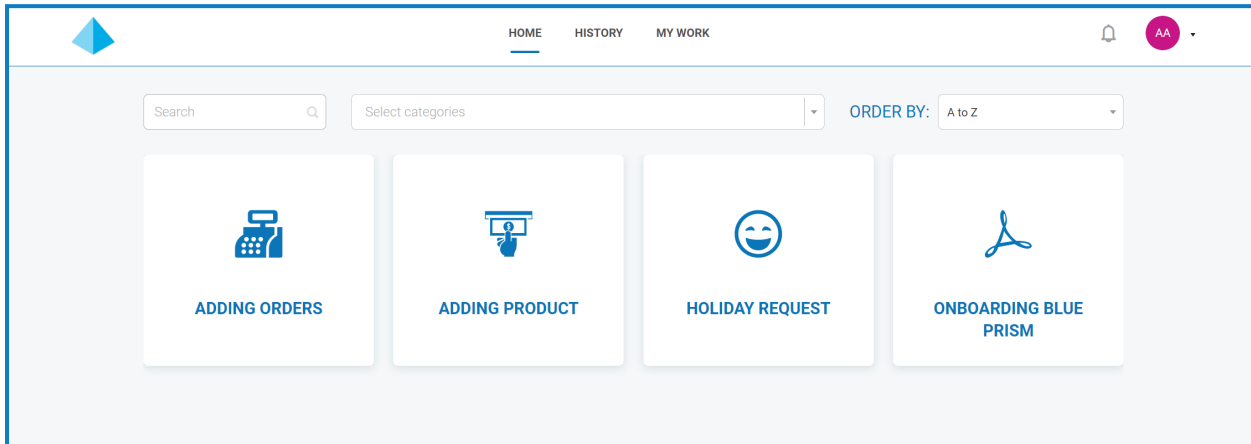 HOME HISTORY MY WORK AA
Search Select categories ORDER BY: A to Z
ADDING ORDERS ADDING PRODUCT HOLIDAY REQUEST ONBOARDING BLUE
PRISM